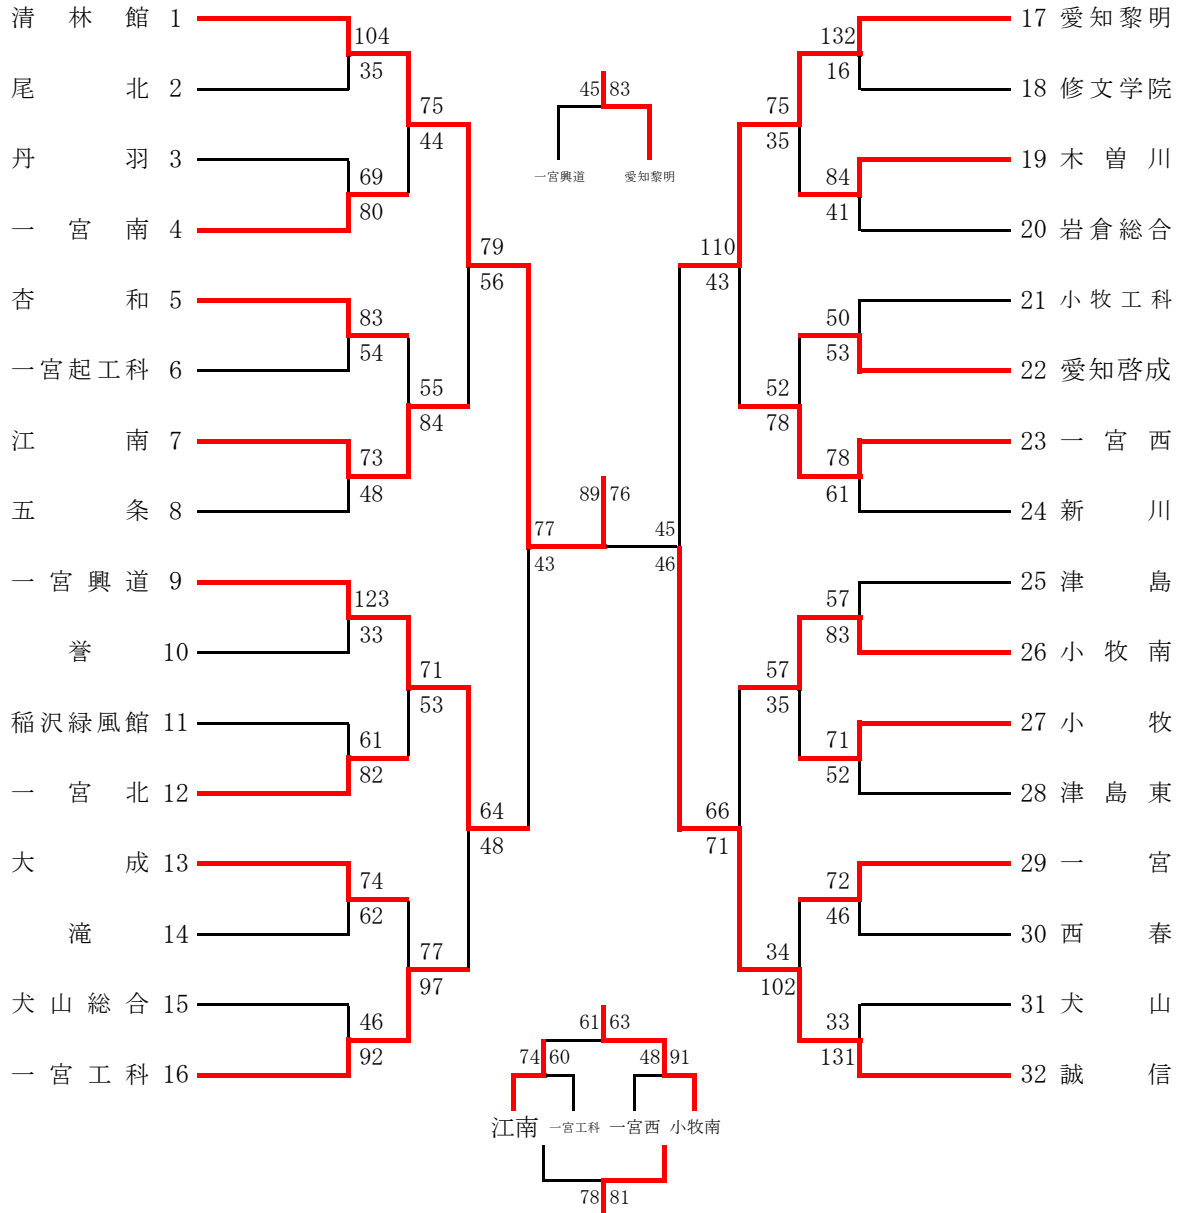 清林館 1
104
35
尾北 2
75
44
丹羽 3
69
80
一宮南 4
79
56
杏和 5
83
54
一宮起工科 6
55
84
江南 7
73
48
五条 8
77
43
一宮興道 9
123
33
誉 10
71
53
稲沢緑風館 11
61
82
一宮北 12
64
48
大成 13
74
62
滝 14
77
97
犬山総合 15
46
92
一宮工科 16
45 83
一宮興道 愛知黎明
89 76
61 63
74 60 48 91
江南 一宮工科 一宮西 小牧南
78 81
17 愛知黎明
132
16
18 修文学院
75
35
19 木曽川
84
41
20 岩倉総合
110
43
21 小牧工科
50
53
22 愛知啓成
52
78
23 一宮西
78
61
24 新川
45
46
25 津島
57
83
26 小牧南
57
35
27 小牧
71
52
28 津島東
66
71
29 一宮
72
46
30 西春
34
102
31 犬山
33
131
32 誠信